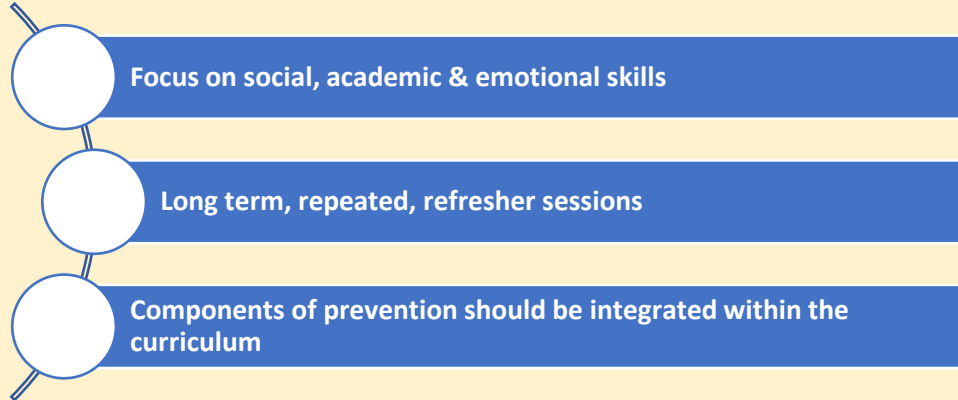 Focus on social, academic & emotional skills
Long term, repeated, refresher sessions
Components of prevention should be integrated within the
curriculum